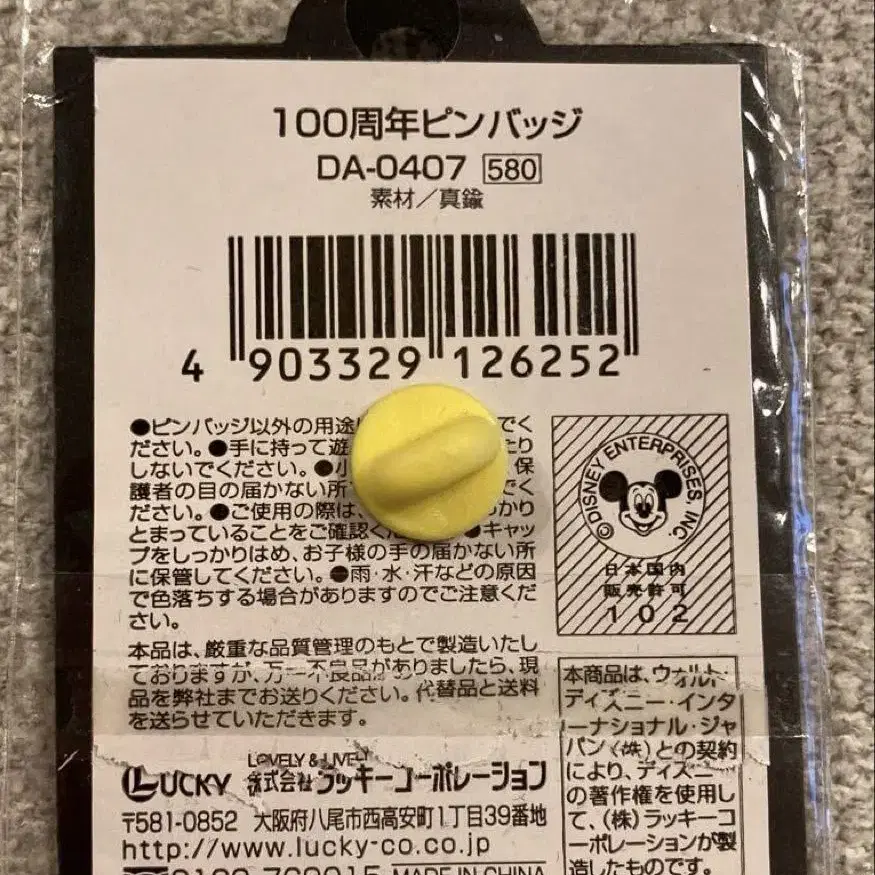 100周年ピンバッジ
DA-0407 580
素材／真鍮
4 903329 126252
●ピンバッジ以外の用途 でく
ださい。●手に持って遊 たり
しないでください。●小 保
護者の目の届かない所 でく
ださい。●ご使用の際は、 かり
とまっていることをご確認く ●キャッ
プをしっかりはめ、お子様の手の届かない所
に保管してください。●雨・水・汗などの原因
で色落ちする場合がありますのでご注意くだ
さい。
本品は、厳重な品質管理のもとで製造いたし
ておりますが、万一不良品がありましたら、現
品を弊社までお送りください。代替品と送料
を送らせていただきます。
©DISNEY ENTERPRISES, INC.
日本国内
販売許可
102
本商品は、ウォルト・
ディズニー・インタ
ーナショナル・ジャ
パン（株）との契約
により、ディズニー
の著作権を使用し
て、（株）ラッキーコ
ーポレーションが製
造したものです。
LOVELY & LIVELY
LUCKY 株式会社ラッキーコーポレーション
〒581-0852 大阪府八尾市西高安町1丁目39番地
http://www.lucky-co.co.jp
MADE IN CHINA